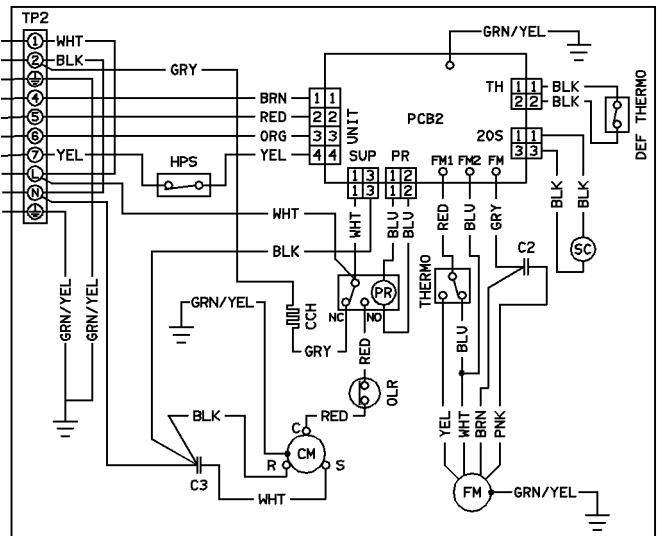 TP2
1 WHT
2 BLK
GRN/YEL
GRY
4 BRN 1 1
5 RED 2 2
6 ORG 3 3
7 YEL HPS YEL 4 4
UNIT
PCB2
TH 1 1 BLK
2 2 BLK
DEF THERMO
20S 1 1
3 3
SUP PR FM1 FM2 FM
1 3 1 2
1 3 1 2
L
N
WHT
BLK
WHT
BLU
BLU
RED
BLU
GRY
BLK
BLK
SC
C2
GRN/YEL
GRN/YEL
GRN/YEL
CCH
PR
NC NO
THERMO
BLU
GRY
RED
OLR
BLK
RED
C
CM
R S
C3
WHT
YEL
WHT
BRN
PNK
FM
GRN/YEL